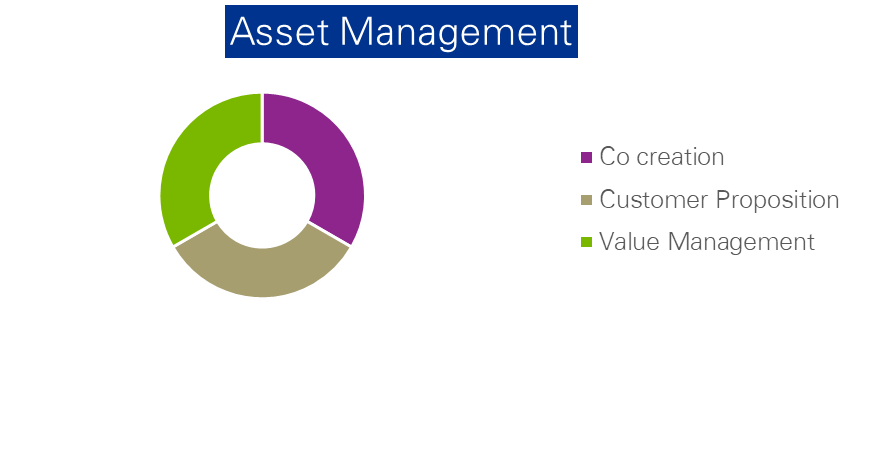 Asset Management
Co creation
Customer Proposition
Value Management